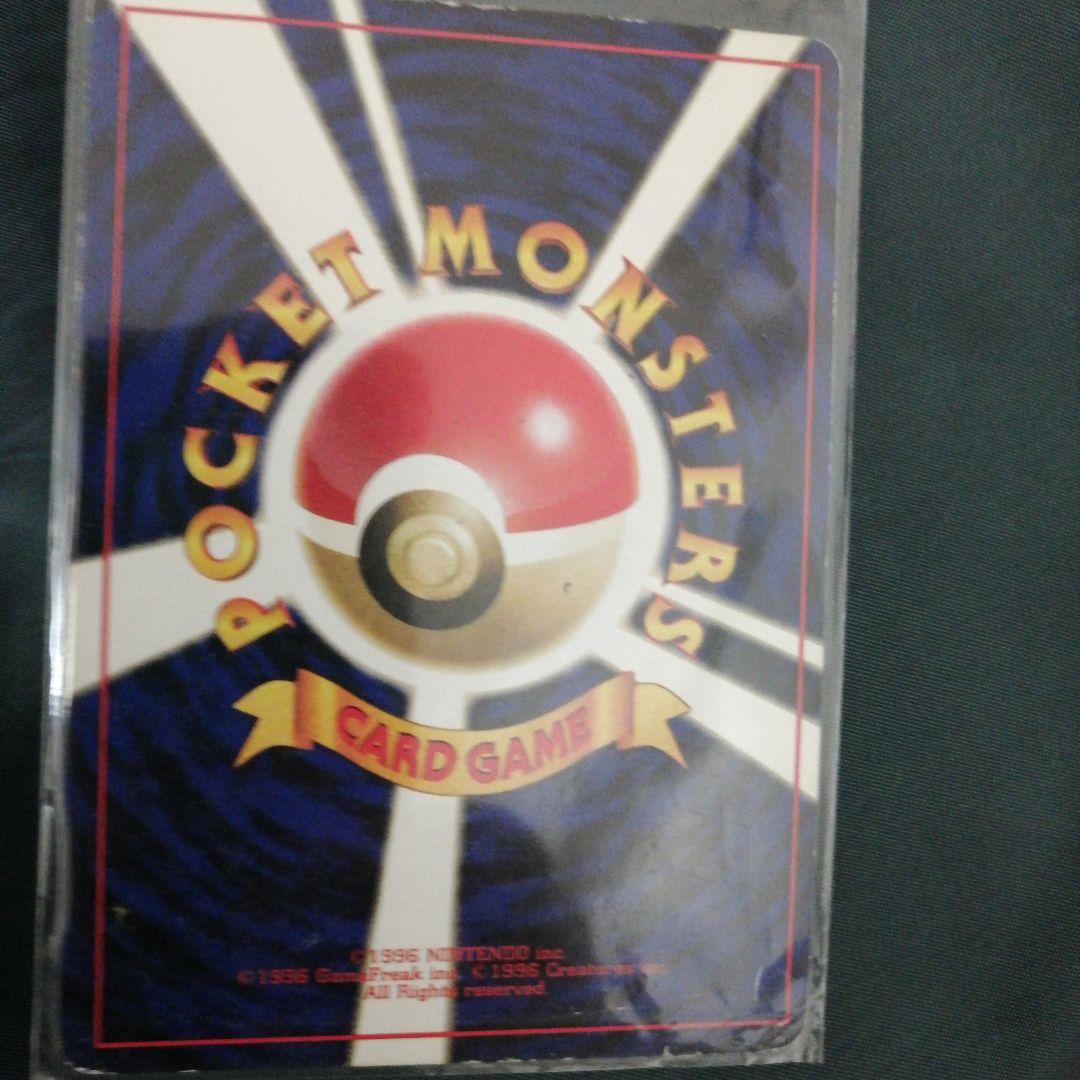 POCKET MONSTERS
CARD GAME
©1996 NINTENDO inc.
©1996 GameFreak inc. ©1996 Creatures inc.
All Rights reserved.